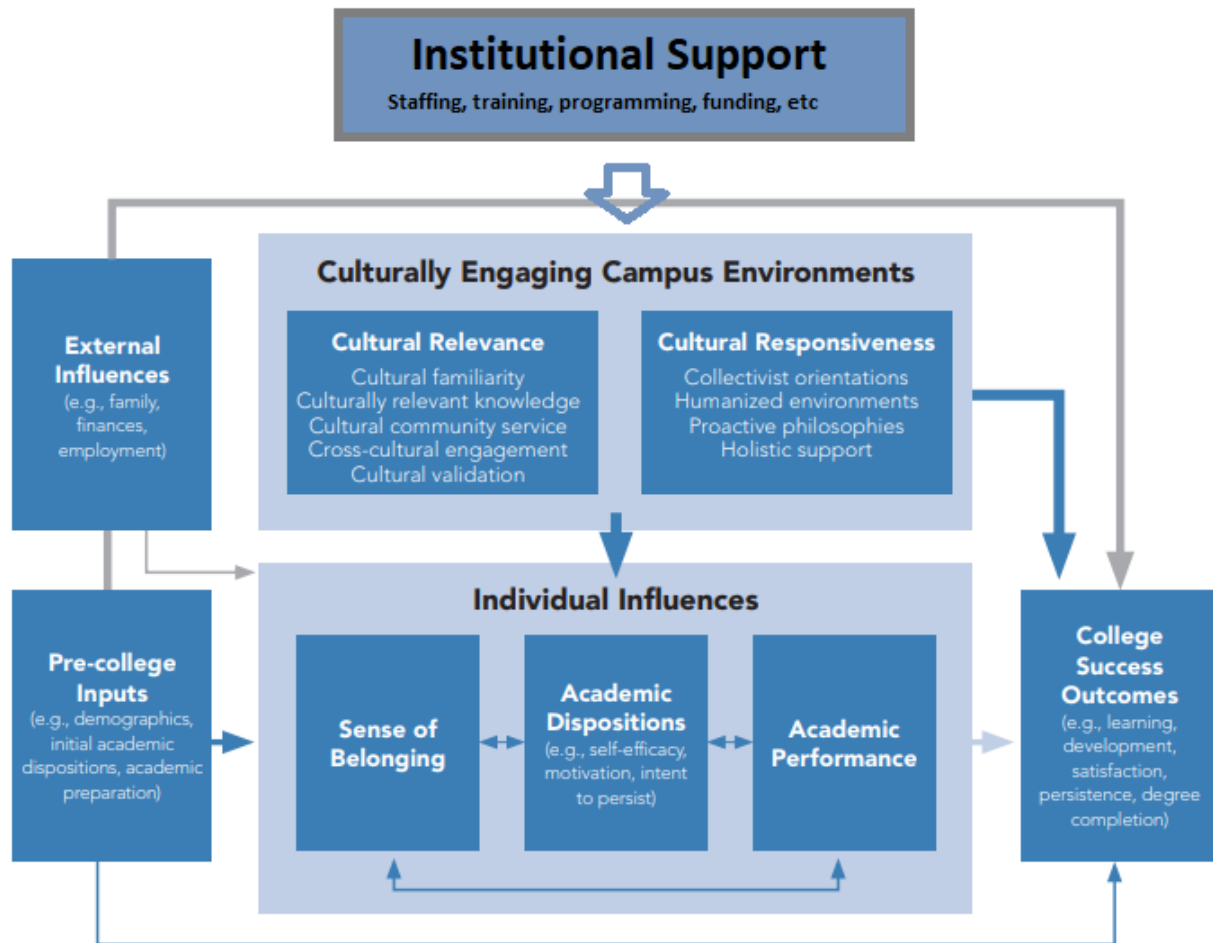 Institutional Support
Staffing, training, programming, funding, etc
Culturally Engaging Campus Environments
External
Influences
(e.g., family,
finances,
employment)
Cultural Relevance
Cultural familiarity
Culturally relevant knowledge
Cultural community service
Cross-cultural engagement
Cultural validation
Cultural Responsiveness
Collectivist orientations
Humanized environments
Proactive philosophies
Holistic support
Individual Influences
Pre-college
Inputs
(e.g., demographics,
initial academic
dispositions, academic
preparation)
Sense of
Belonging
Academic
Dispositions
(e.g., self-efficacy,
motivation, intent
to persist)
Academic
Performance
College
Success
Outcomes
(e.g., learning,
development,
satisfaction,
persistence, degree
completion)